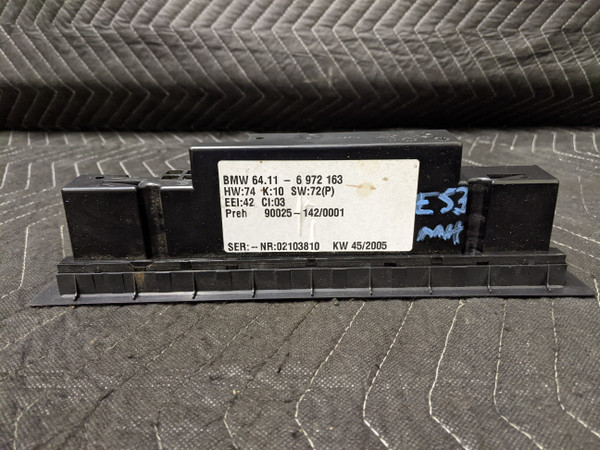 BMW 64.11 - 6 972 163
HW:74 K:10 SW:72(P)
EEI:42 CI:03
Preh 90025-142/0001
SER:-NR:02103810 KW 45/2005
E53